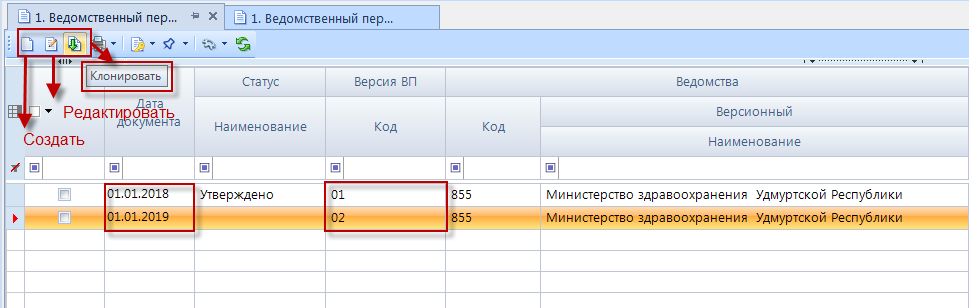 1. Ведомственный пер... 1. Ведомственный пер...
Клонировать
Статус Версия ВП Ведомства
Дата документа Редактировать Наименование Код Код Версионный
Создать Наименование
01.01.2018 Утверждено 01 855 Министерство здравоохранения Удмуртской Республики
01.01.2019 02 855 Министерство здравоохранения Удмуртской Республики